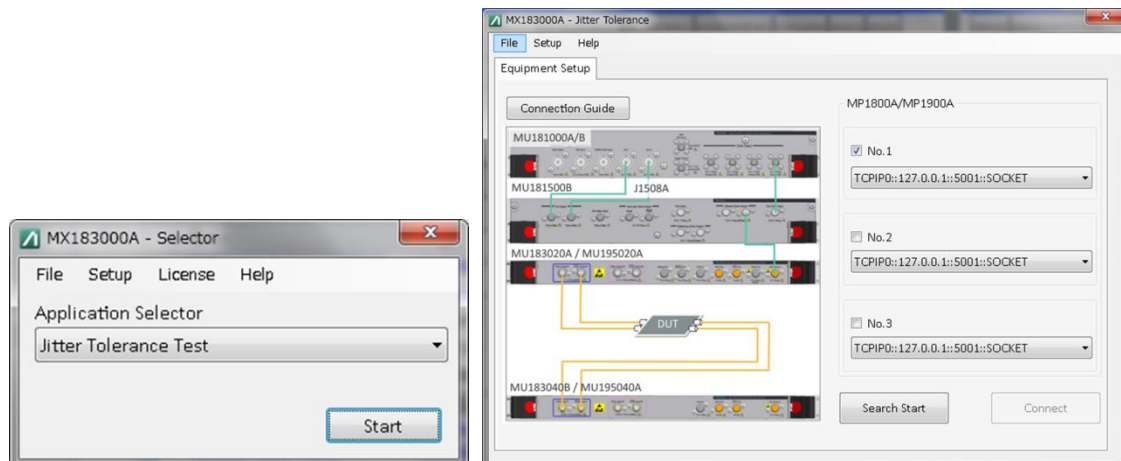 MX183000A - Selector
File Setup License Help
Application Selector
Jitter Tolerance Test
Start
MX183000A - Jitter Tolerance
File Setup Help
Equipment Setup
Connection Guide
MU181000A/B
MU181500B J1508A
MU183020A / MU195020A
DUT
MU183040B / MU195040A
MP1800A/MP1900A
No.1
TCPIP0::127.0.0.1::5001::SOCKET
No.2
TCPIP0::127.0.0.1::5001::SOCKET
No.3
TCPIP0::127.0.0.1::5001::SOCKET
Search Start Connect